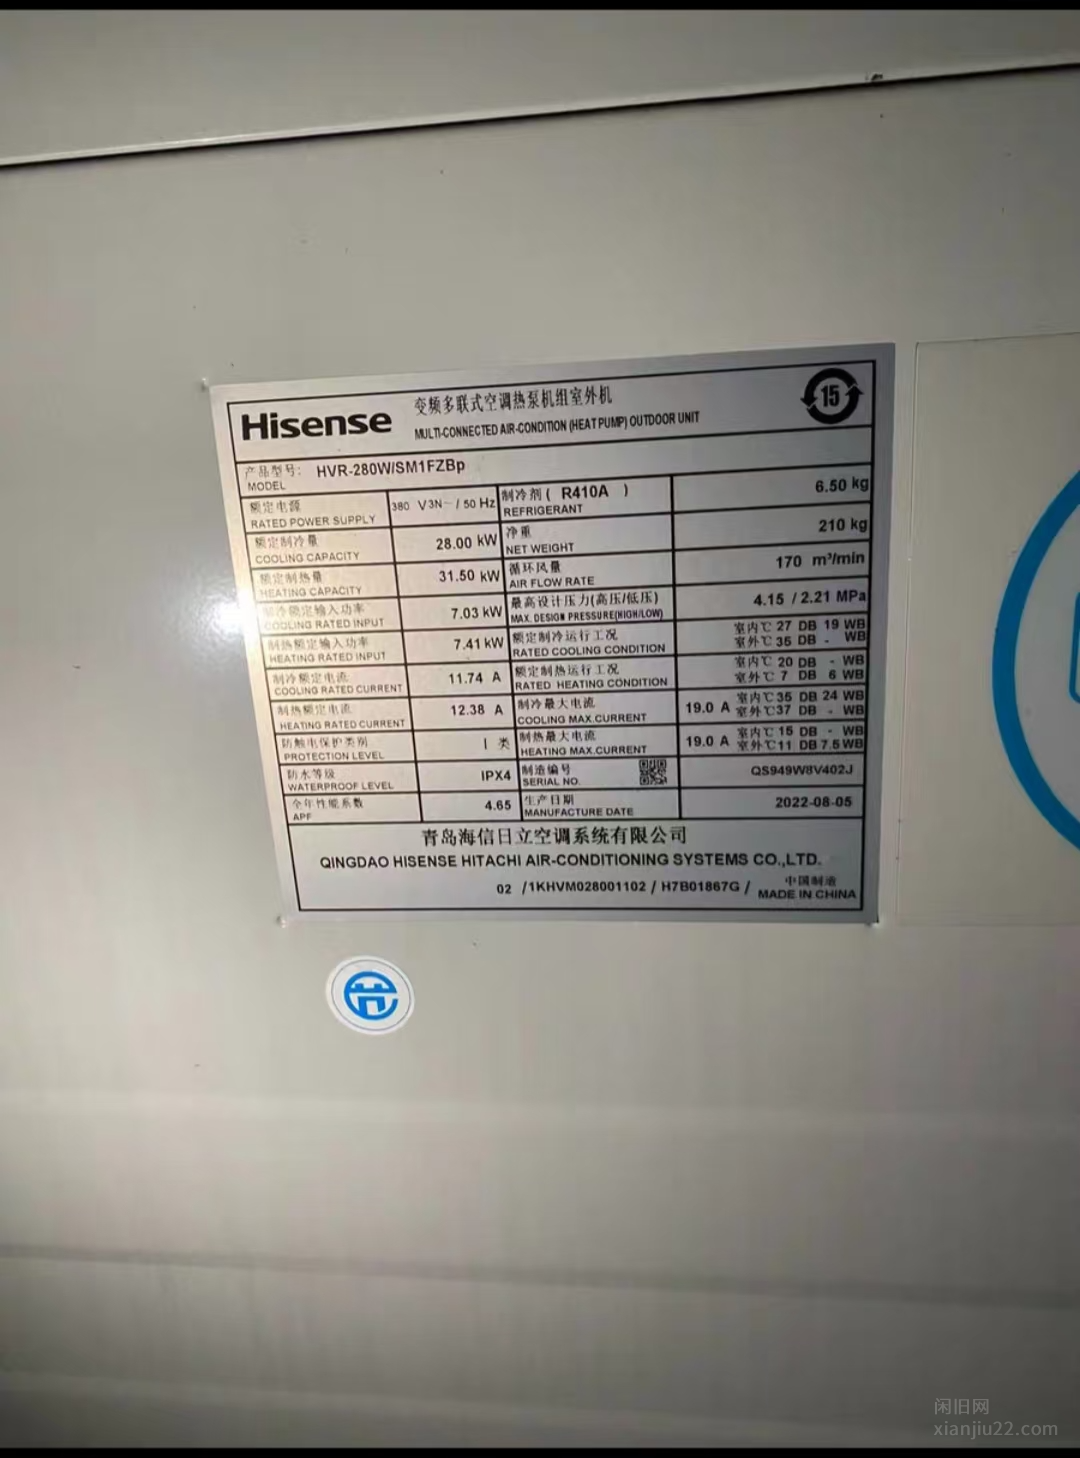 Hisense
变频多联式空调热泵机组室外机
MULTI-CONNECTED AIR-CONDITION (HEAT PUMP) OUTDOOR UNIT
15
产品型号: HVR-280W/SM1FZBp
MODEL
额定电源
RATED POWER SUPPLY
380 V3N~/ 50 Hz
制冷剂( R410A )
REFRIGERANT
6.50 kg
额定制冷量
COOLING CAPACITY
28.00 kW
净重
NET WEIGHT
210 kg
额定制热量
HEATING CAPACITY
31.50 kW
循环风量
AIR FLOW RATE
170 m³/min
制冷额定输入功率
COOLING RATED INPUT
7.03 kW
最高设计压力(高压/低压)
MAX. DESIGN PRESSURE(HIGH/LOW)
4.15 / 2.21 MPa
制热额定输入功率
HEATING RATED INPUT
7.41 kW
额定制冷运行工况
RATED COOLING CONDITION
室内℃ 27 DB 19 WB
室外℃ 35 DB - WB
制冷额定电流
COOLING RATED CURRENT
11.74 A
额定制热运行工况
RATED HEATING CONDITION
室内℃ 20 DB - WB
室外℃ 7 DB 6 WB
制热额定电流
HEATING RATED CURRENT
12.38 A
制冷最大电流
COOLING MAX.CURRENT
19.0 A
室内℃35 DB 24 WB
室外℃37 DB - WB
防触电保护类别
PROTECTION LEVEL
I 类
制热最大电流
HEATING MAX.CURRENT
19.0 A
室内℃ 15 DB - WB
室外℃11 DB 7.5 WB
防水等级
WATERPROOF LEVEL
IPX4
制造编号
SERIAL NO.
QS949W8V402J
全年性能系数
APF
4.65
生产日期
MANUFACTURE DATE
2022-08-05
青岛海信日立空调系统有限公司
QINGDAO HISENSE HITACHI AIR-CONDITIONING SYSTEMS CO.,LTD.
02 /1KHVM028001102 / H7B01867G /
中国制造
MADE IN CHINA
闲旧网
xianjiu22.com